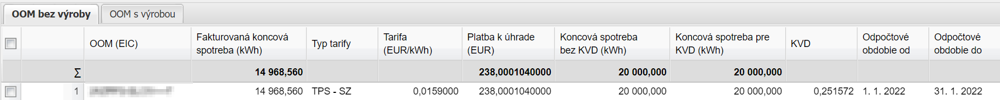 OOM bez výroby OOM s výrobou
OOM (EIC) Fakturovaná koncová spotreba (kWh) Typ tarify Tarifa (EUR/kWh) Platba k úhrade (EUR) Koncová spotreba bez KVD (kWh) Koncová spotreba pre KVD (kWh) KVD Odpočtové obdobie od Odpočtové obdobie do
∑ 14 968,560 238,0001040000 20 000,000 20 000,000
1 14 968,560 TPS - SZ 0,0159000 238,0001040000 20 000,000 20 000,000 0,251572 1. 1. 2022 31. 1. 2022